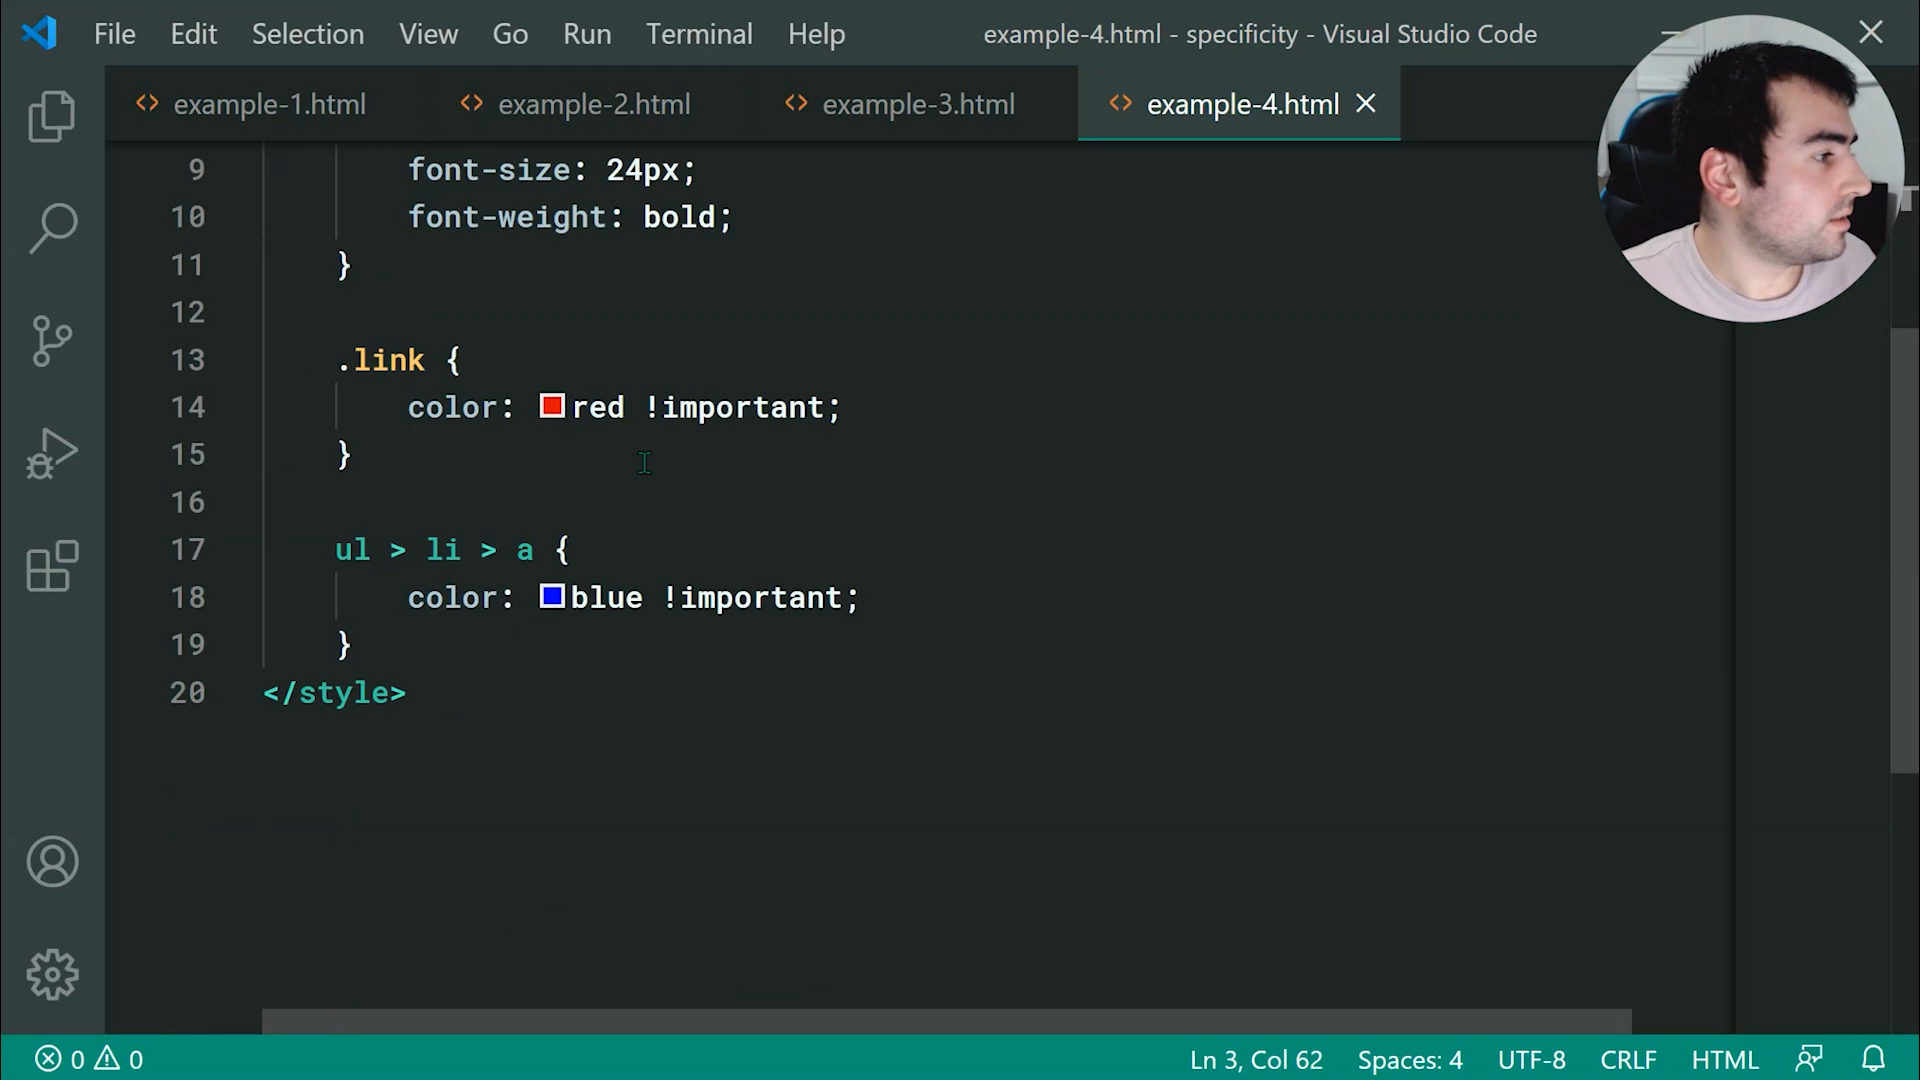 File Edit Selection View Go Run Terminal Help example-4.html - specificity - Visual Studio Code
example-1.html example-2.html example-3.html example-4.html
9 font-size: 24px;
10 font-weight: bold;
11 }
12
13 .link {
14 color: red !important;
15 }
16
17 ul > li > a {
18 color: blue !important;
19 }
20 </style>
0 0 Ln 3, Col 62 Spaces: 4 UTF-8 CRLF HTML